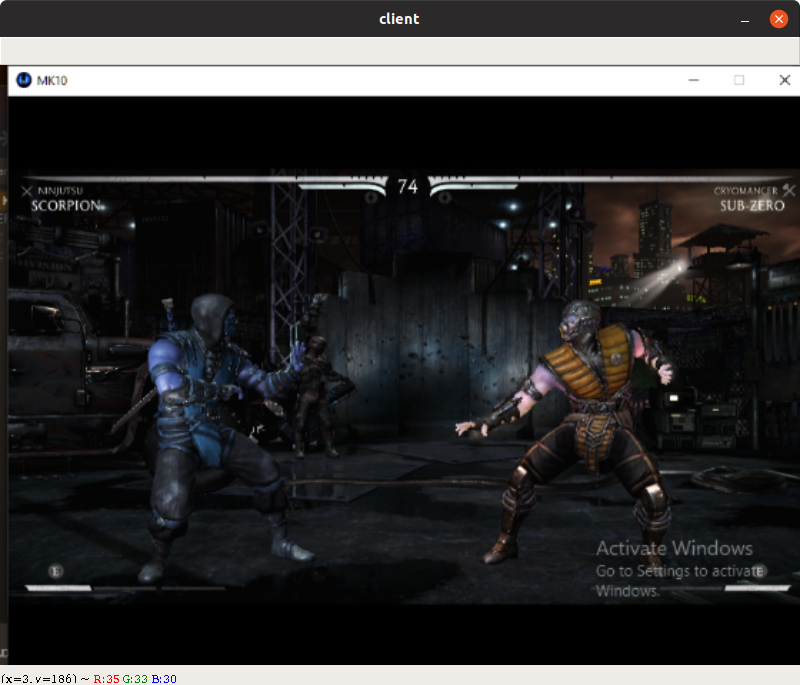 client
MK10
74
NINJUTSU
SCORPION
CRYOMANCER
SUB-ZERO
Activate Windows
Go to Settings to activate
Windows.
E
E
(x=3, y=186) ~ R:35 G:33 B:30